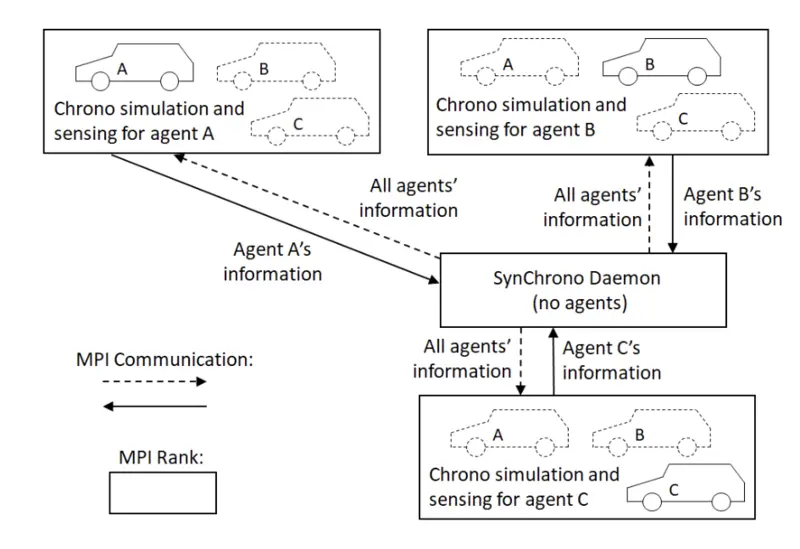 A
B
Chrono simulation and
sensing for agent A
C
A
B
Chrono simulation and
sensing for agent B
C
All agents'
information
Agent A's
information
All agents'
information
Agent B's
information
SynChrono Daemon
(no agents)
All agents'
information
Agent C's
information
MPI Communication:
MPI Rank:
A
B
Chrono simulation and
sensing for agent C
C